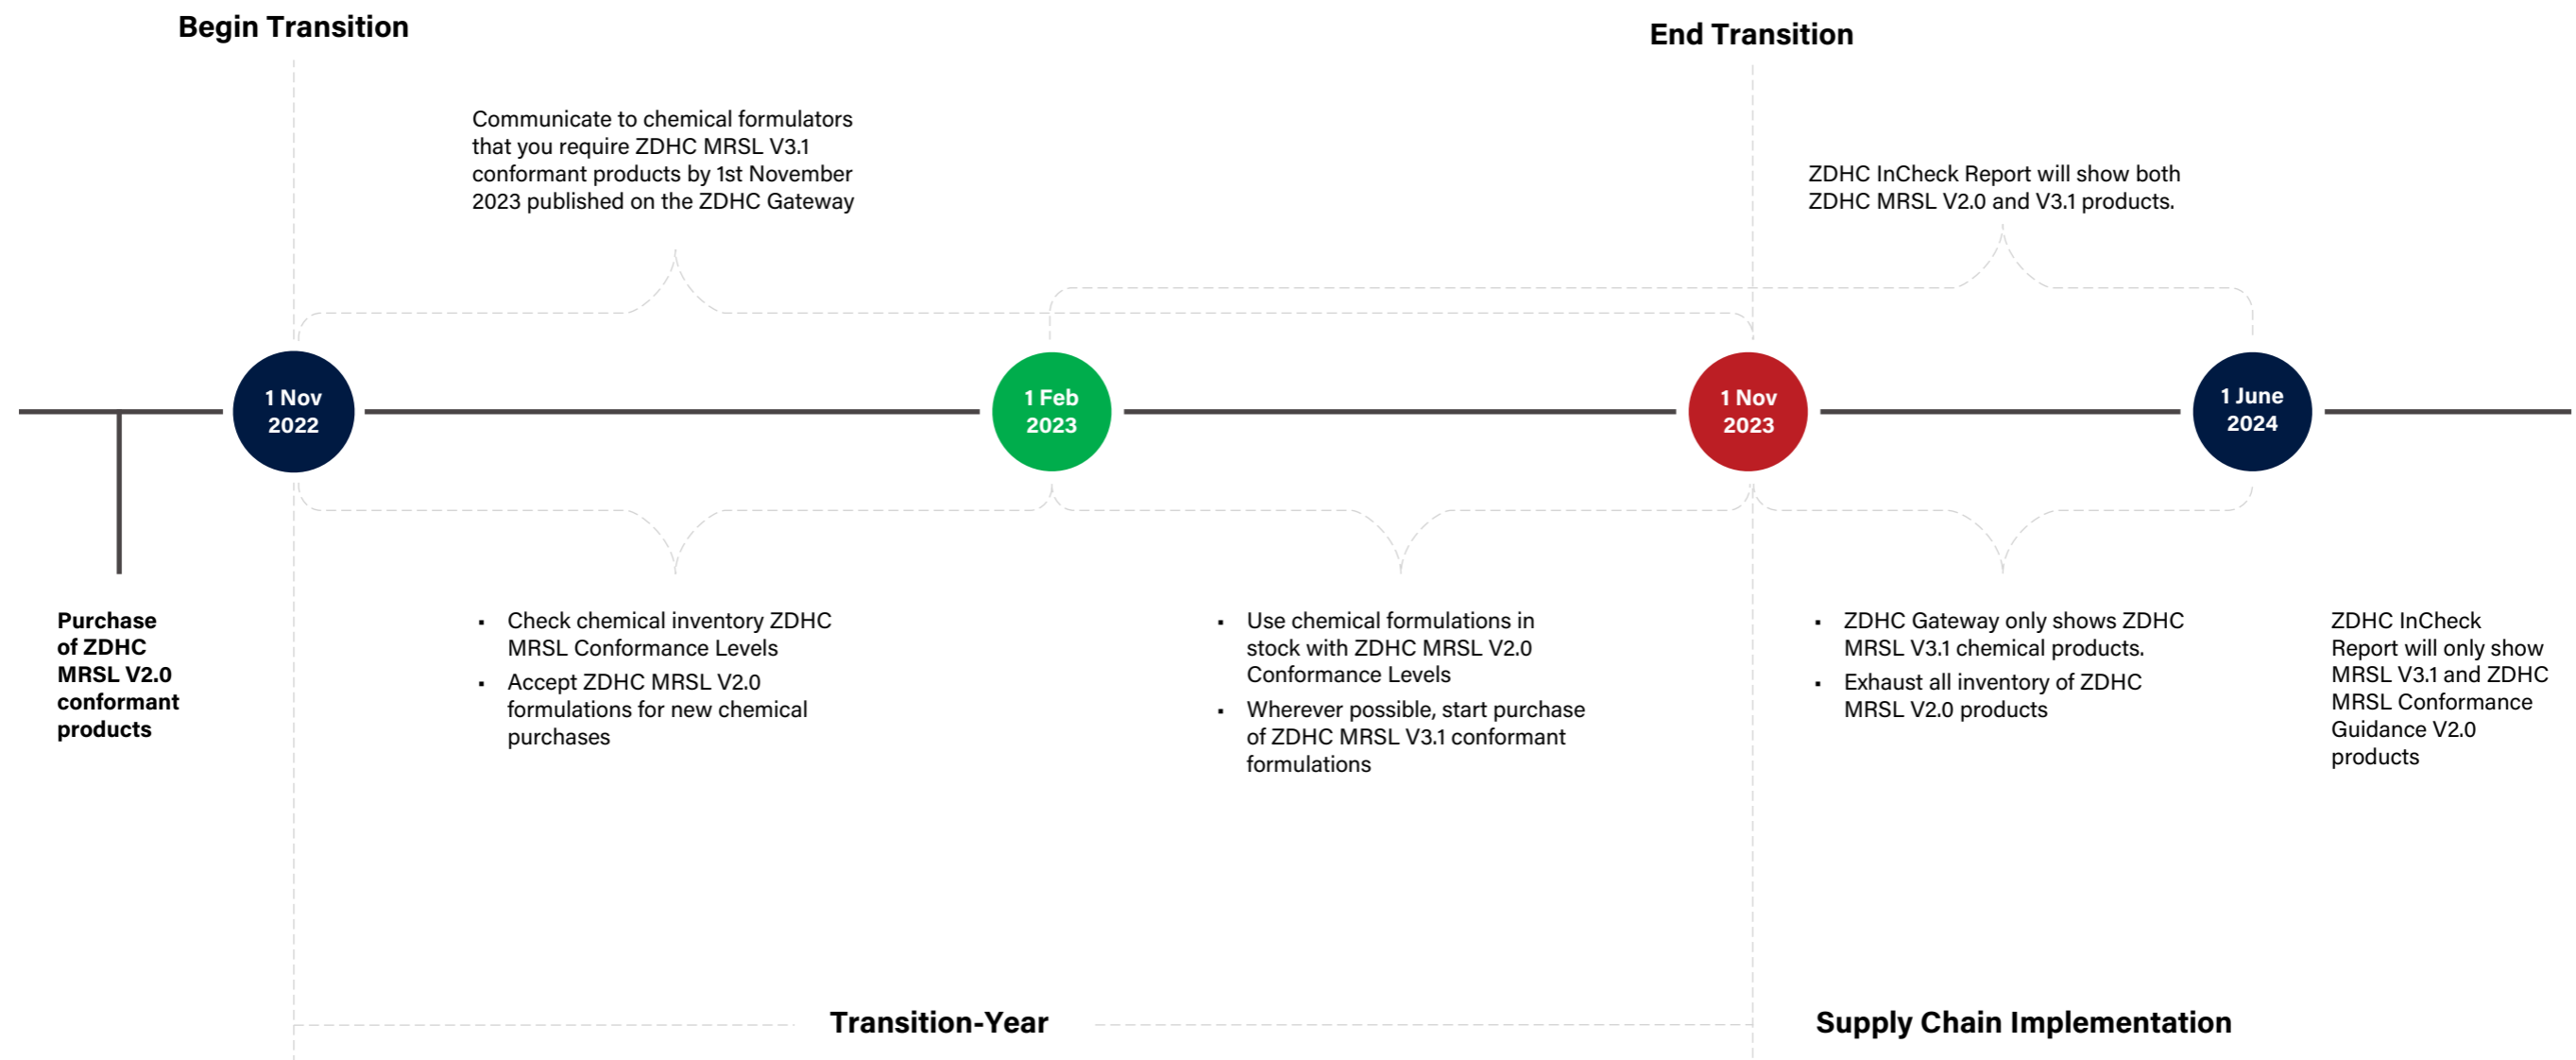 Begin Transition
End Transition
Communicate to chemical formulators
that you require ZDHC MRSL V3.1
conformant products by 1st November
2023 published on the ZDHC Gateway
ZDHC InCheck Report will show both
ZDHC MRSL V2.0 and V3.1 products.
1 Nov
2022
1 Feb
2023
1 Nov
2023
1 June
2024
Purchase
of ZDHC
MRSL V2.0
conformant
products
▪ Check chemical inventory ZDHC
MRSL Conformance Levels
▪ Accept ZDHC MRSL V2.0
formulations for new chemical
purchases
▪ Use chemical formulations in
stock with ZDHC MRSL V2.0
Conformance Levels
▪ Wherever possible, start purchase
of ZDHC MRSL V3.1 conformant
formulations
▪ ZDHC Gateway only shows ZDHC
MRSL V3.1 chemical products.
▪ Exhaust all inventory of ZDHC
MRSL V2.0 products
ZDHC InCheck
Report will only show
MRSL V3.1 and ZDHC
MRSL Conformance
Guidance V2.0
products
Transition-Year
Supply Chain Implementation